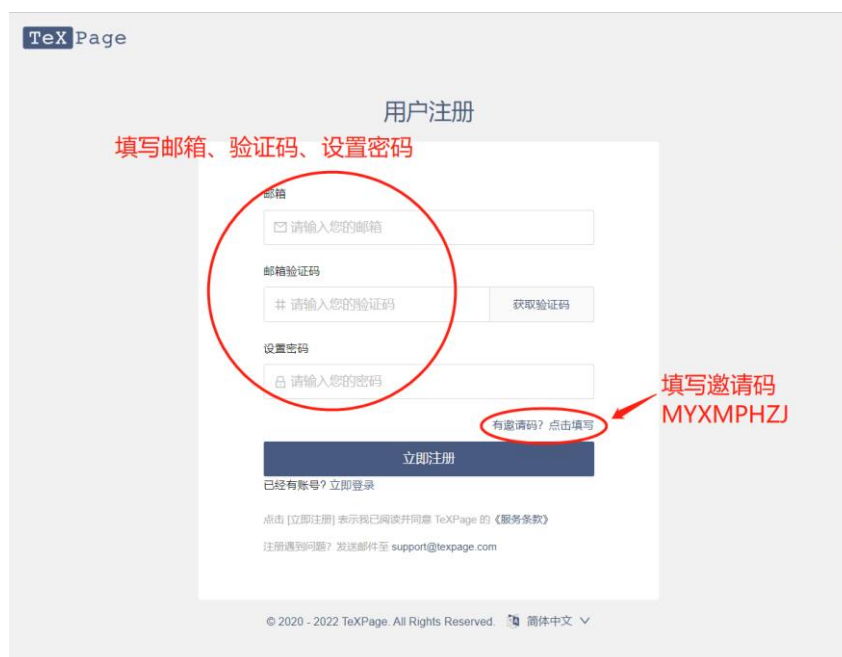 TeX Page
用户注册
填写邮箱、验证码、设置密码
邮箱
请输入您的邮箱
邮箱验证码
# 请输入您的验证码
获取验证码
设置密码
请输入您的密码
填写邀请码
MYXMPHZJ
有邀请码？点击填写
立即注册
已经有账号? 立即登录
点击 [立即注册] 表示我已阅读并同意 TeXPage 的《服务条款》
注册遇到问题？发送邮件至 support@texpage.com
© 2020 - 2022 TeXPage. All Rights Reserved. 简体中文